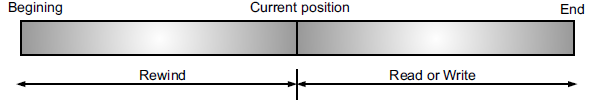 Begining Current position End
Rewind Read or Write